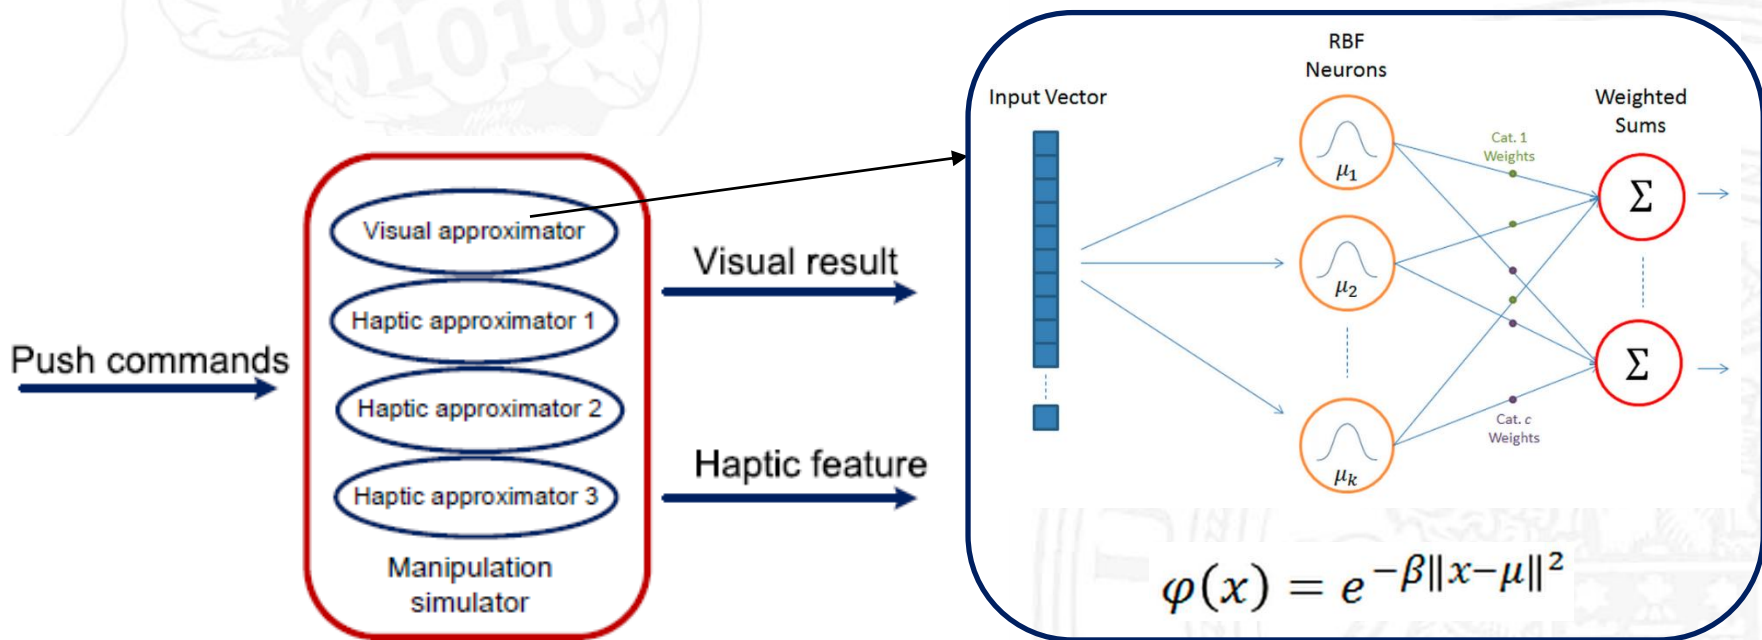 01010
Push commands
Visual approximator
Haptic approximator 1
Haptic approximator 2
Haptic approximator 3
Manipulation
simulator
Visual result
Haptic feature
Input Vector
RBF
Neurons
μ₁
μ₂
μₖ
Cat. 1
Weights
Cat. c
Weights
Weighted
Sums
Σ
Σ
φ(x) = e^{-β‖x-μ‖²}